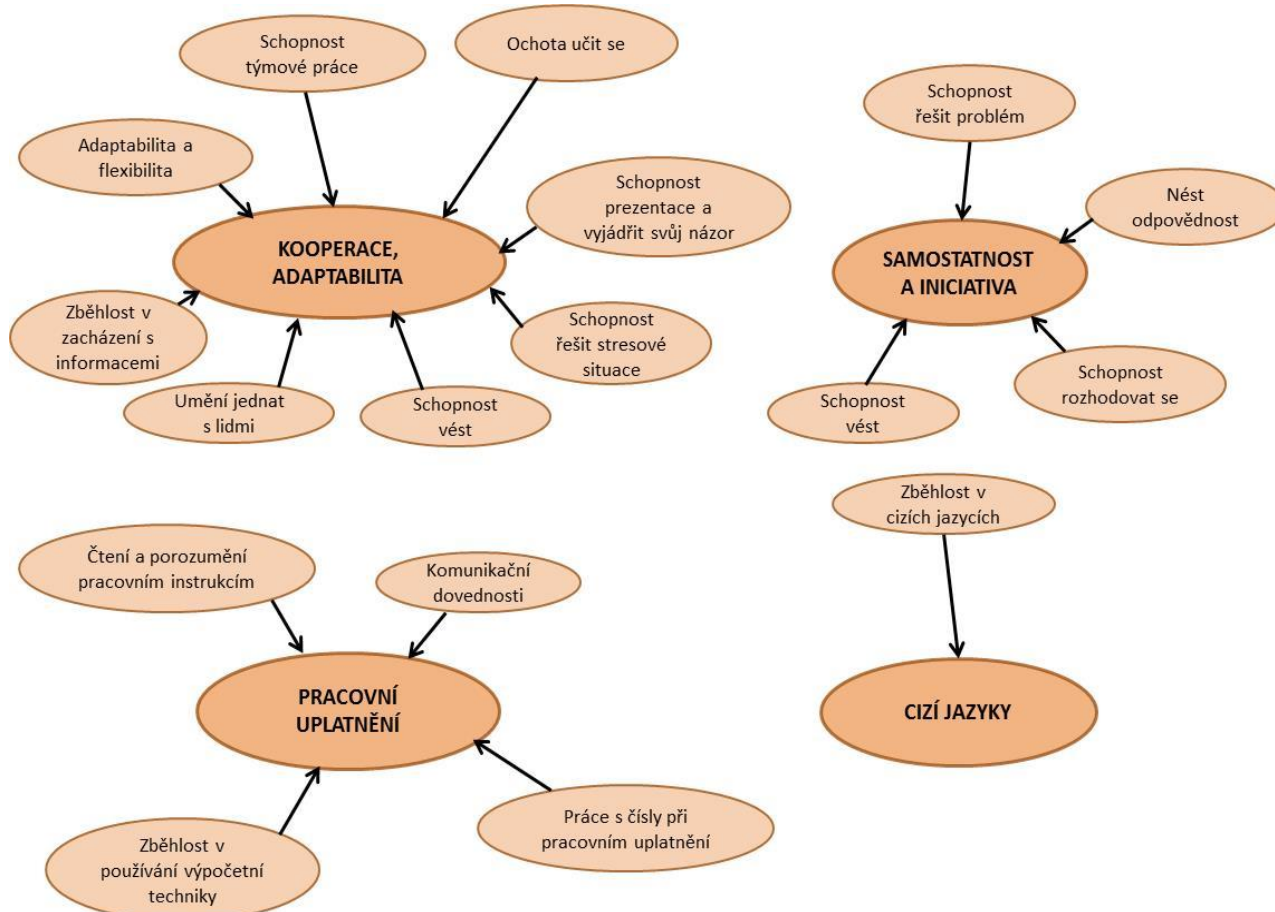 Schopnost
týmové práce
Ochota učit se
Adaptabilita a
flexibilita
Schopnost
prezentace a
vyjádřit svůj názor
KOOPERACE,
ADAPTABILITA
Zběhlost v
zacházení s
informacemi
Schopnost
řešit stresové
situace
Umění jednat
s lidmi
Schopnost
vést
Schopnost
řešit problém
Nést
odpovědnost
SAMOSTATNOST
A INICIATIVA
Schopnost
rozhodovat se
Schopnost
vést
Čtení a porozumění
pracovním instrukcím
Komunikační
dovednosti
PRACOVNÍ
UPLATNĚNÍ
Zběhlost v
používání výpočetní
techniky
Práce s čísly při
pracovním uplatnění
Zběhlost v
cizích jazycích
CIZÍ JAZYKY